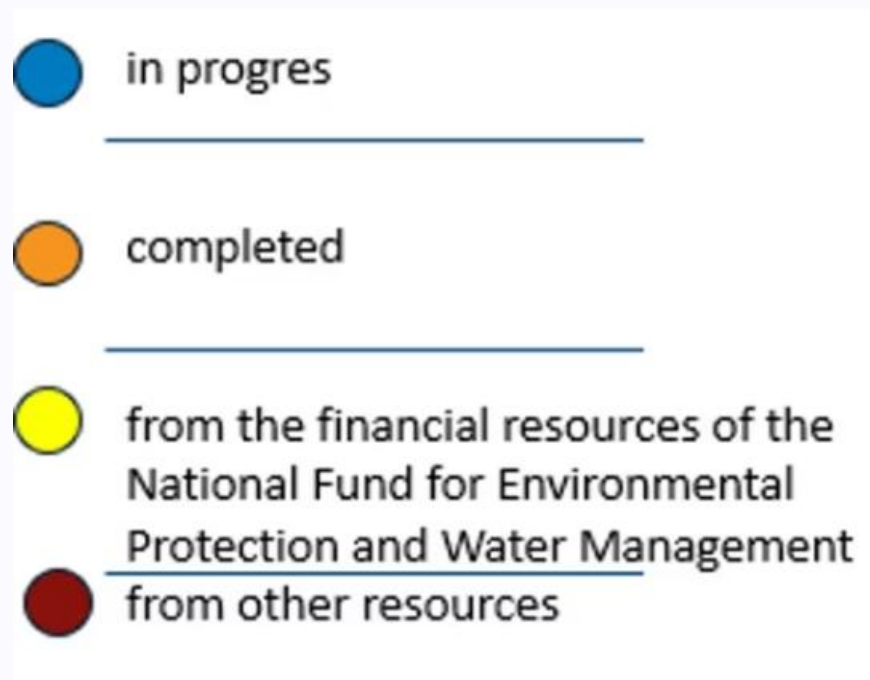 in progres
completed
from the financial resources of the
National Fund for Environmental
Protection and Water Management
from other resources